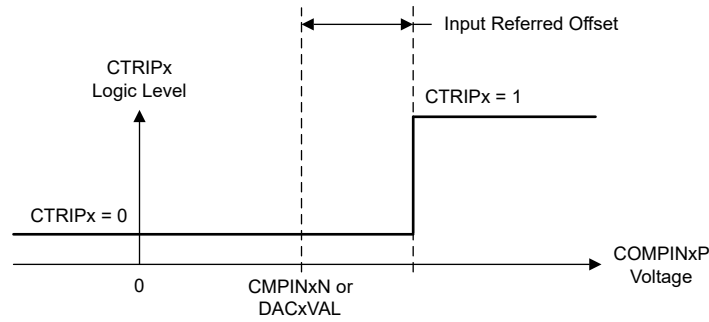 Input Referred Offset
CTRIPx
Logic Level
CTRIPx = 1
CTRIPx = 0
COMPINxP
Voltage
0
CMPINxN or
DACxVAL